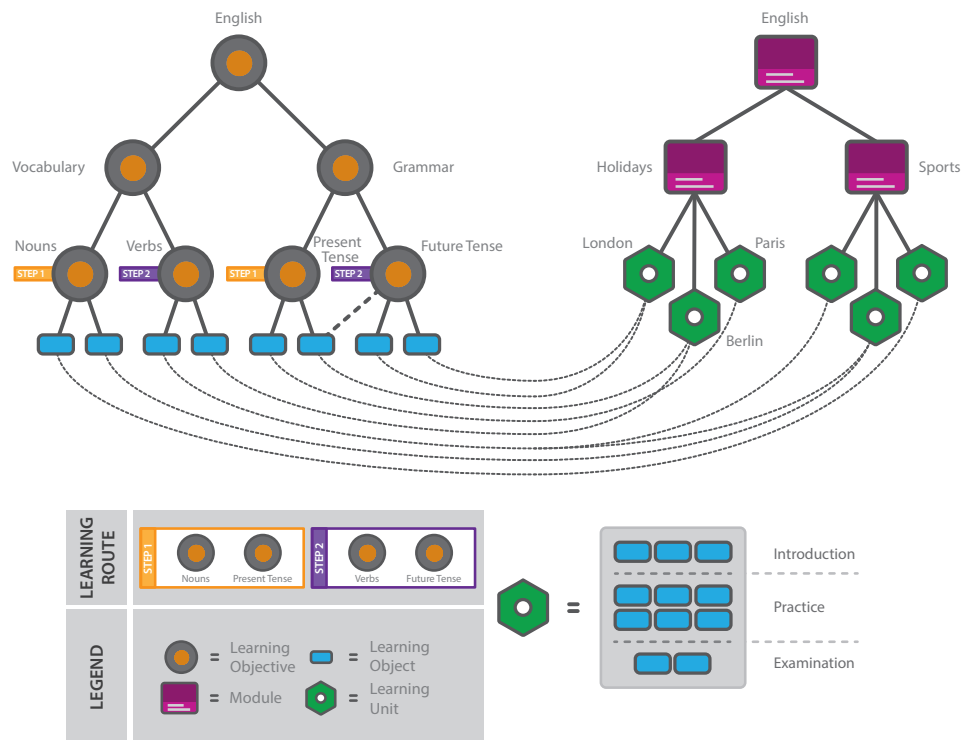 English
English
Vocabulary
Grammar
Holidays
Sports
Nouns
Verbs
Present
Tense
Future Tense
London
Paris
STEP 1
STEP 2
STEP 1
STEP 2
Berlin
LEARNING
ROUTE
STEP 1
Nouns
Present Tense
STEP 2
Verbs
Future Tense
=
Introduction
Practice
Examination
LEGEND
= Learning
Objective
= Learning
Object
= Module
= Learning
Unit